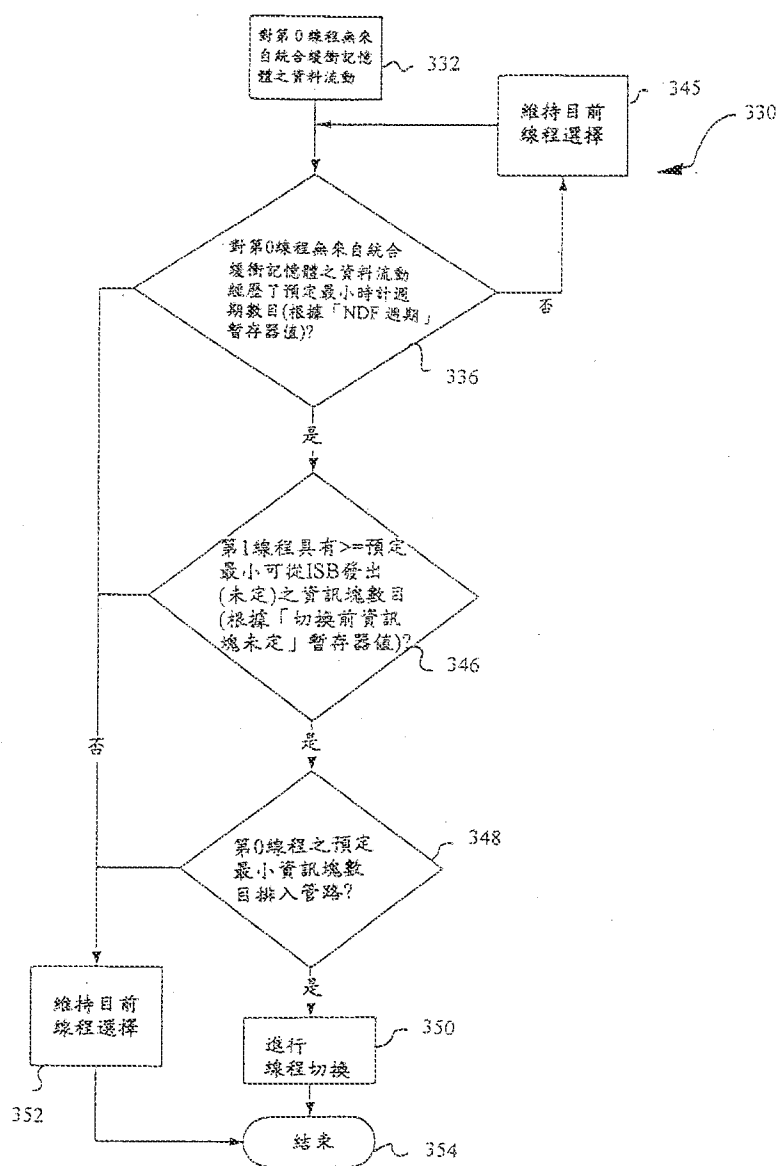 對第0線程無來
自統合緩衝記憶
體之資料流動
332
345
維持目前
線程選擇
330
對第0線程無來自統合
緩衝記憶體之資料流動
經歷了預定最小時計週
期數目(根據「NDF週期」
暫存器值)?
否
336
是
第1線程具有>=預定
最小可從ISB發出
(未定)之資訊塊數目
(根據「切換前資訊
塊未定」暫存器值)?
346
是
否
第0線程之預定
最小資訊塊數
目排入管路?
348
是
維持目前
線程選擇
352
進行
線程切換
350
結束
354